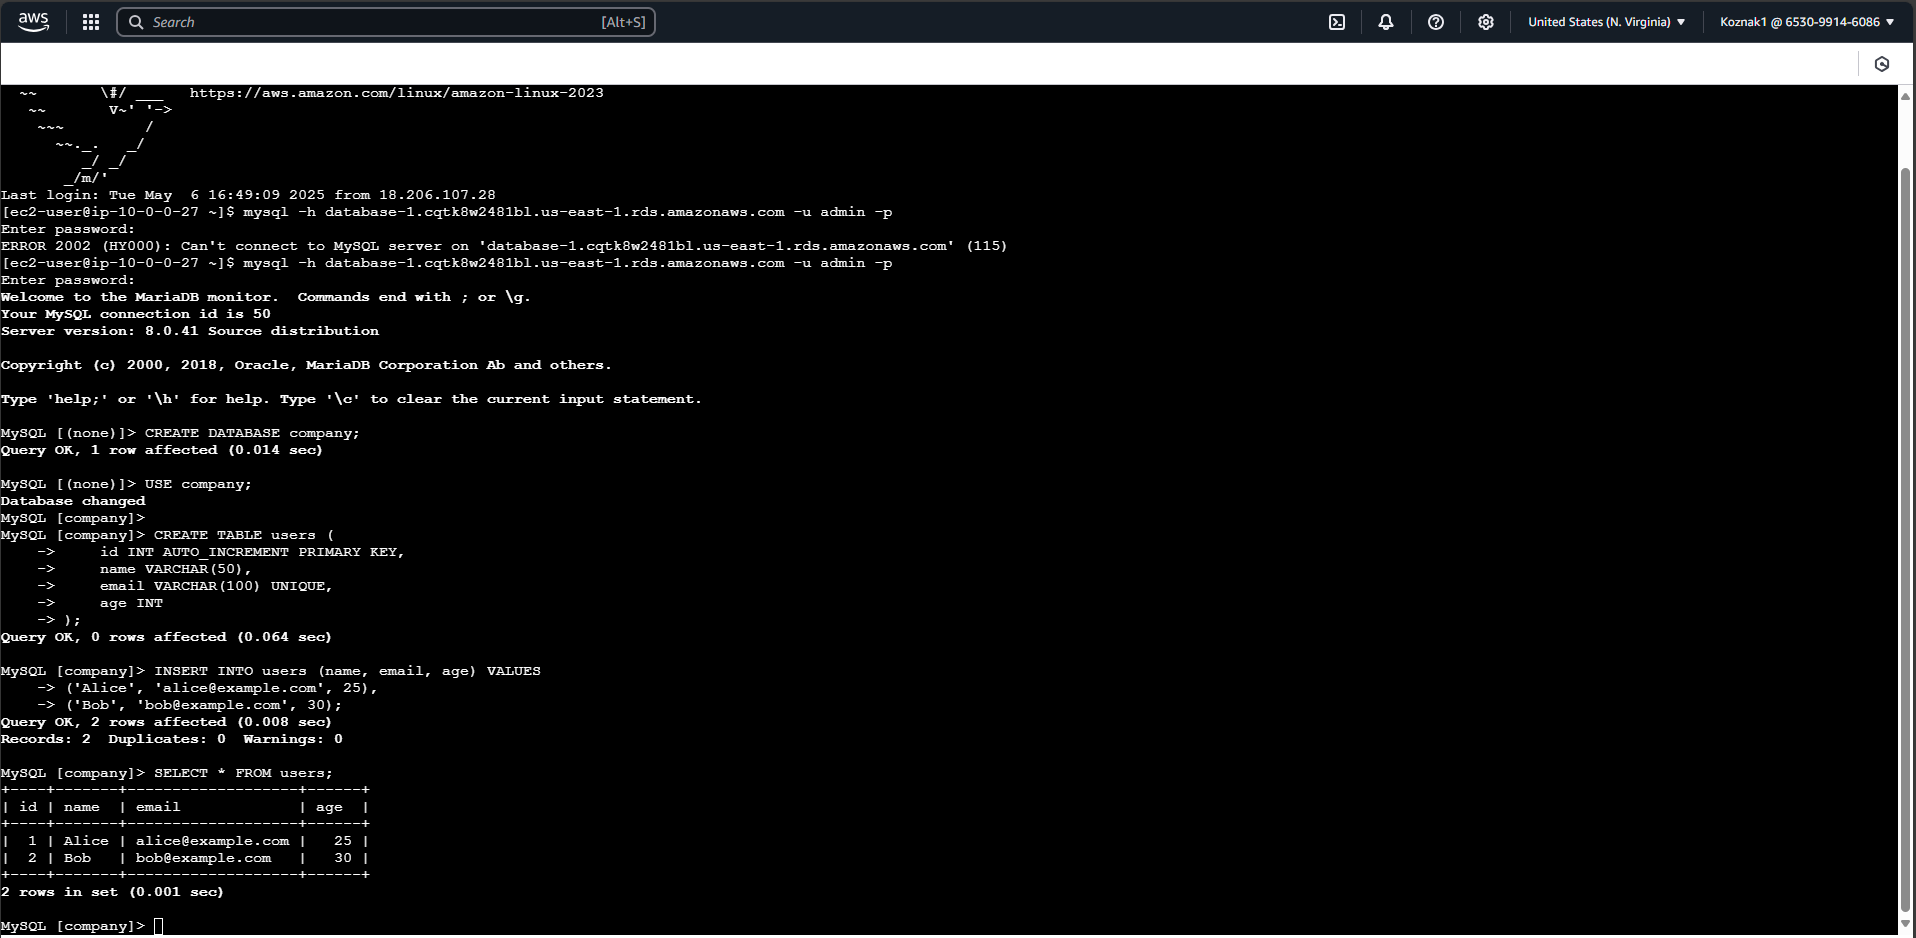 aws Search [Alt+S] United States (N. Virginia) Koznak1 @ 6530-9914-6086
~~       \#/ ___   https://aws.amazon.com/linux/amazon-linux-2023
~~       V~' '->
~~~         /
~~._.   _/
_/ _/
_/m/'
Last login: Tue May  6 16:49:09 2025 from 18.206.107.28
[ec2-user@ip-10-0-0-27 ~]$ mysql -h database-1.cqtk8w2481bl.us-east-1.rds.amazonaws.com -u admin -p
Enter password:
ERROR 2002 (HY000): Can't connect to MySQL server on 'database-1.cqtk8w2481bl.us-east-1.rds.amazonaws.com' (115)
[ec2-user@ip-10-0-0-27 ~]$ mysql -h database-1.cqtk8w2481bl.us-east-1.rds.amazonaws.com -u admin -p
Enter password:
Welcome to the MariaDB monitor.  Commands end with ; or \g.
Your MySQL connection id is 50
Server version: 8.0.41 Source distribution
Copyright (c) 2000, 2018, Oracle, MariaDB Corporation Ab and others.
Type 'help;' or '\h' for help. Type '\c' to clear the current input statement.
MySQL [(none)]> CREATE DATABASE company;
Query OK, 1 row affected (0.014 sec)
MySQL [(none)]> USE company;
Database changed
MySQL [company]>
MySQL [company]> CREATE TABLE users (
    ->     id INT AUTO_INCREMENT PRIMARY KEY,
    ->     name VARCHAR(50),
    ->     email VARCHAR(100) UNIQUE,
    ->     age INT
    -> );
Query OK, 0 rows affected (0.064 sec)
MySQL [company]> INSERT INTO users (name, email, age) VALUES
    -> ('Alice', 'alice@example.com', 25),
    -> ('Bob', 'bob@example.com', 30);
Query OK, 2 rows affected (0.008 sec)
Records: 2  Duplicates: 0  Warnings: 0
MySQL [company]> SELECT * FROM users;
+----+-------+-------------------+------+
| id | name  | email             | age  |
+----+-------+-------------------+------+
|  1 | Alice | alice@example.com |   25 |
|  2 | Bob   | bob@example.com   |   30 |
+----+-------+-------------------+------+
2 rows in set (0.001 sec)
MySQL [company]>